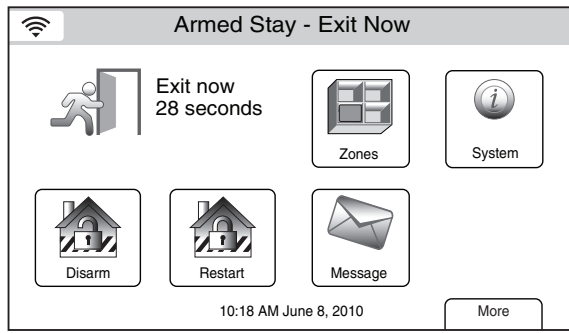 Armed Stay - Exit Now
Exit now
28 seconds
Zones
System
Disarm
Restart
Message
10:18 AM June 8, 2010
More